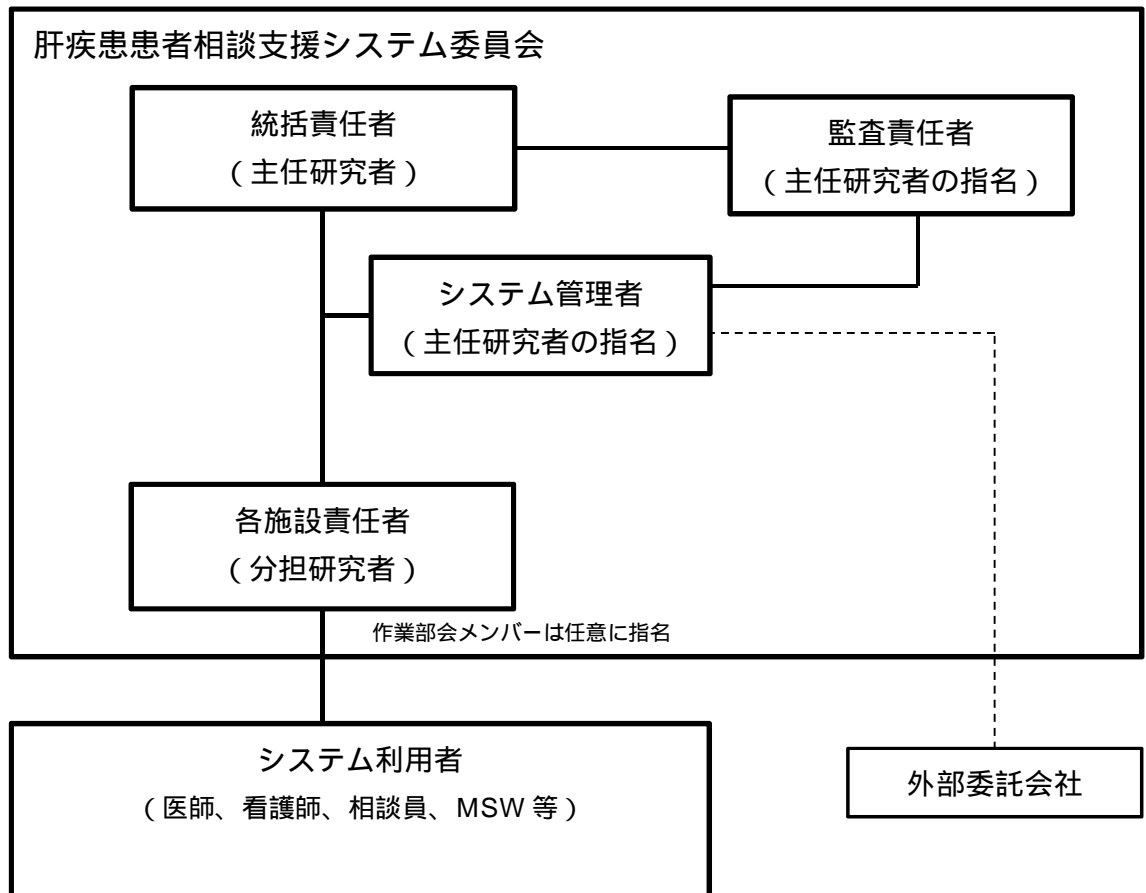 肝疾患患者相談支援システム委員会
統括責任者
（主任研究者）
監査責任者
（主任研究者の指名）
システム管理者
（主任研究者の指名）
各施設責任者
（分担研究者）
作業部会メンバーは任意に指名
システム利用者
（医師、看護師、相談員、MSW 等）
外部委託会社